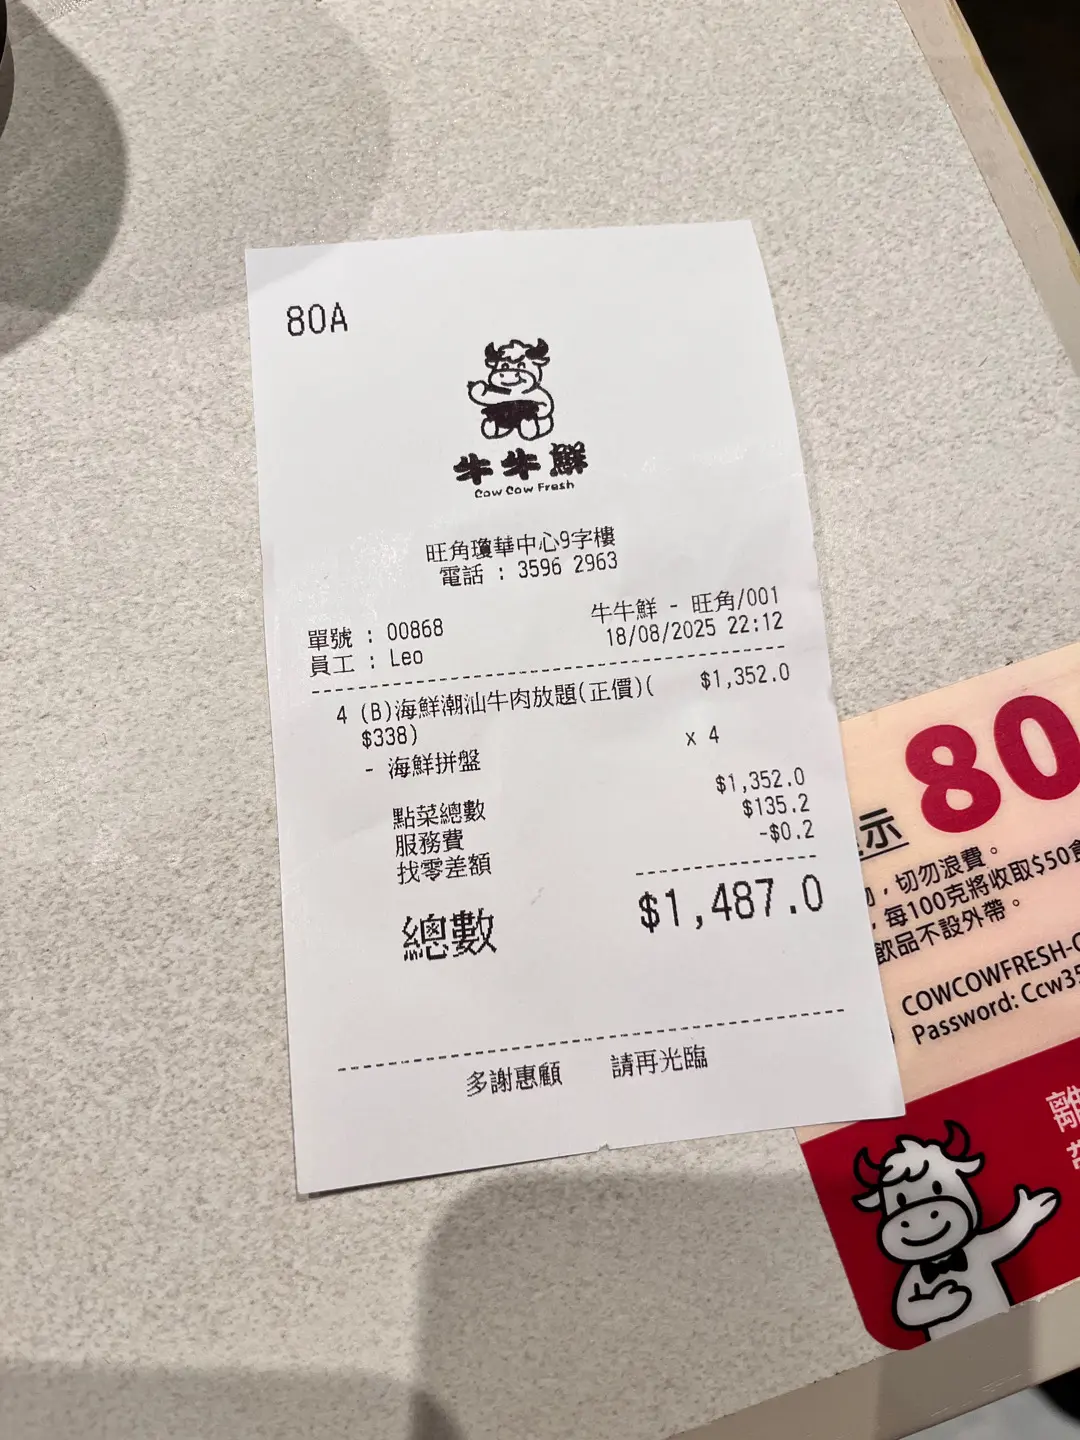 80A
牛牛鮮
Cow Cow Fresh
旺角瓊華中心9字樓
電話 : 3596 2963
單號 : 00868
牛牛鮮 - 旺角/001
員工 : Leo
18/08/2025 22:12
4 (B)海鮮潮汕牛肉放題(正價)( $1,352.0
$338)
- 海鮮拼盤 x 4
點菜總數 $1,352.0
服務費 $135.2
找零差額 -$0.2
總數 $1,487.0
多謝惠顧 請再光臨
示 80
，切勿浪費。
，每100克將收取$50
飲品不設外帶。
COWCOWFRESH-
Password: Ccw35